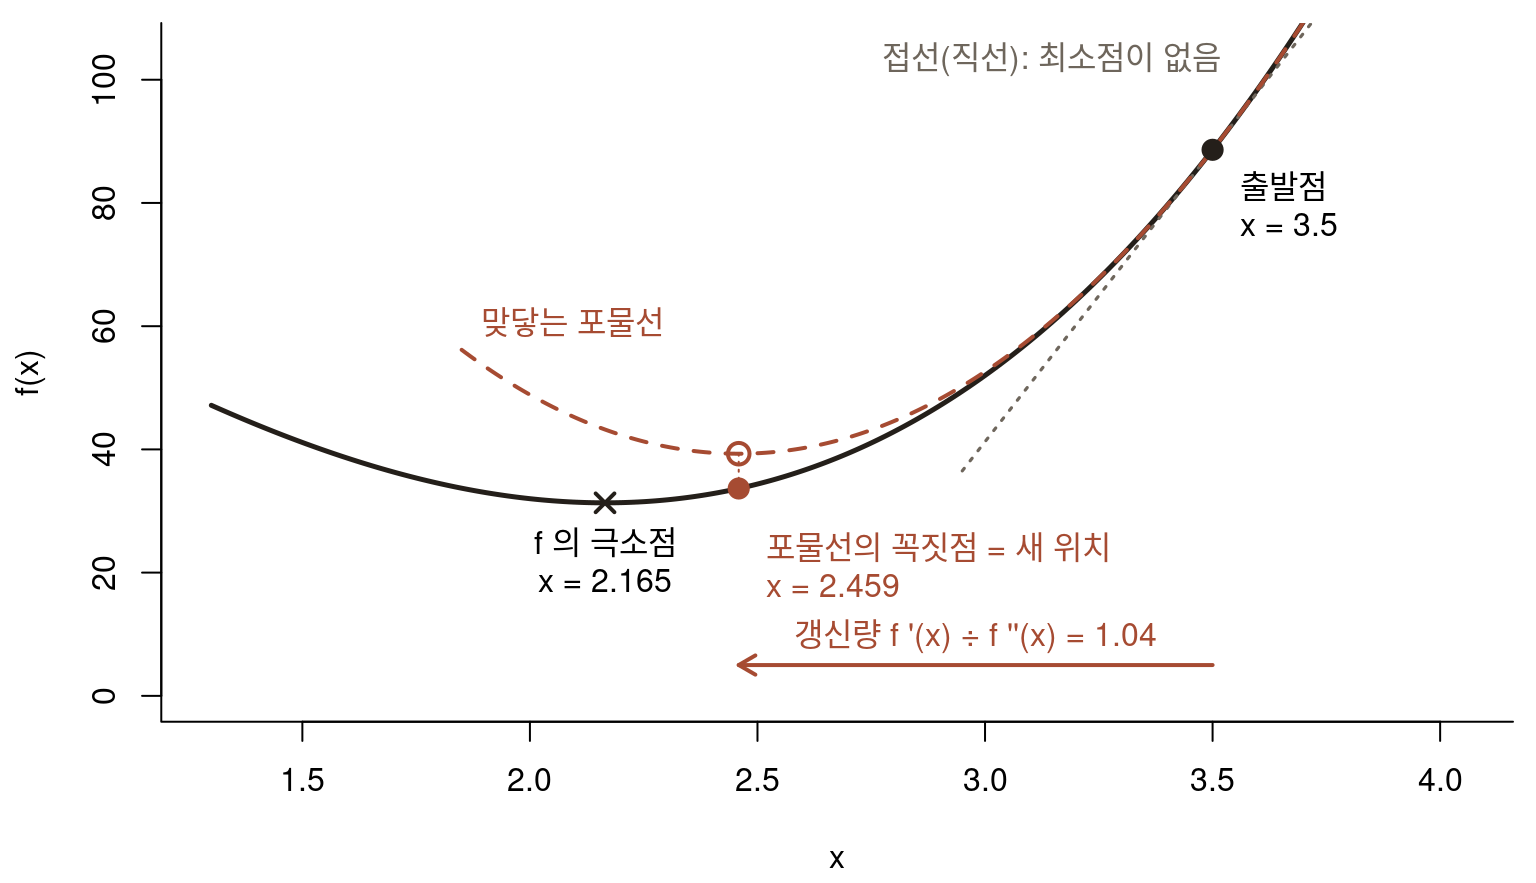 접선(직선): 최소점이 없음
출발점
x = 3.5
맞닿는 포물선
f 의 극소점
x = 2.165
포물선의 꼭짓점 = 새 위치
x = 2.459
갱신량 f '(x) ÷ f ''(x) = 1.04
f(x)
100
80
60
40
20
0
1.5 2.0 2.5 3.0 3.5 4.0
x